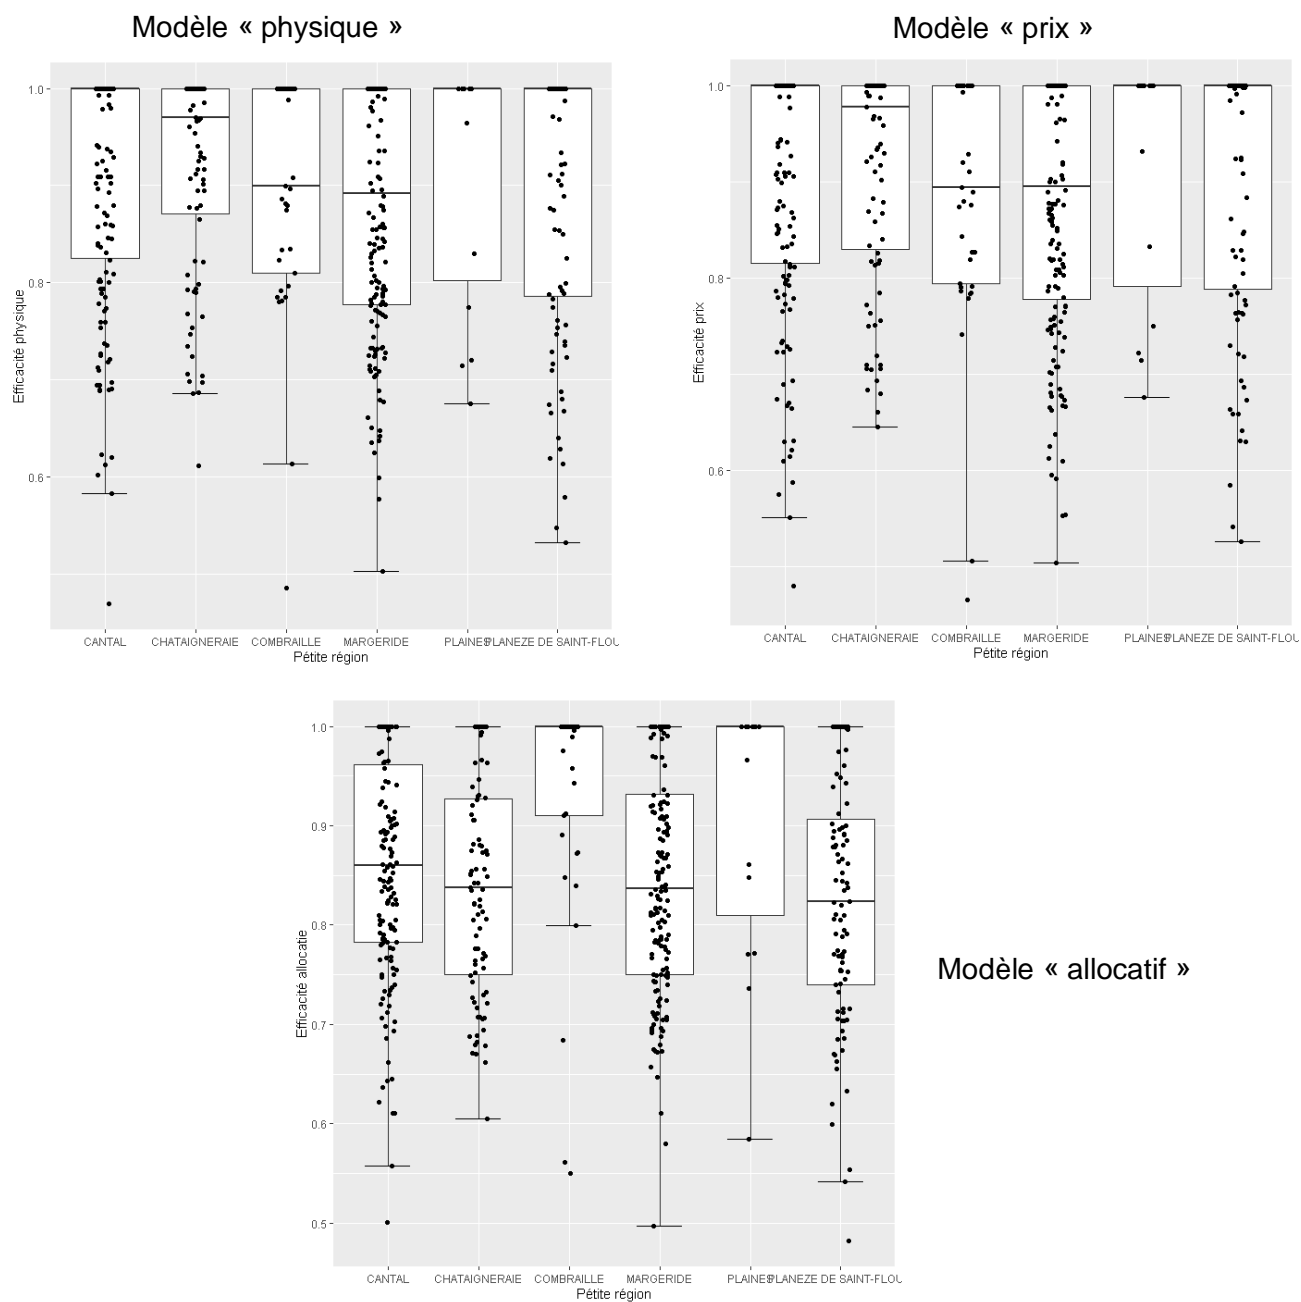 Modèle « physique »
Modèle « prix »
1.0
0.8
0.6
Efficacité physique
CANTAL CHATAIGNERAIE COMBRAILLE MARGERIDE PLAINES PLANEZE DE SAINT-FLOU
Pétite région
1.0
0.8
0.6
Efficacité prix
CANTAL CHATAIGNERAIE COMBRAILLE MARGERIDE PLAINES PLANEZE DE SAINT-FLOU
Pétite région
1.0
0.9
0.8
0.7
0.6
0.5
Efficacité allocatie
CANTAL CHATAIGNERAIE COMBRAILLE MARGERIDE PLAINES PLANEZE DE SAINT-FLOU
Pétite région
Modèle « allocatif »